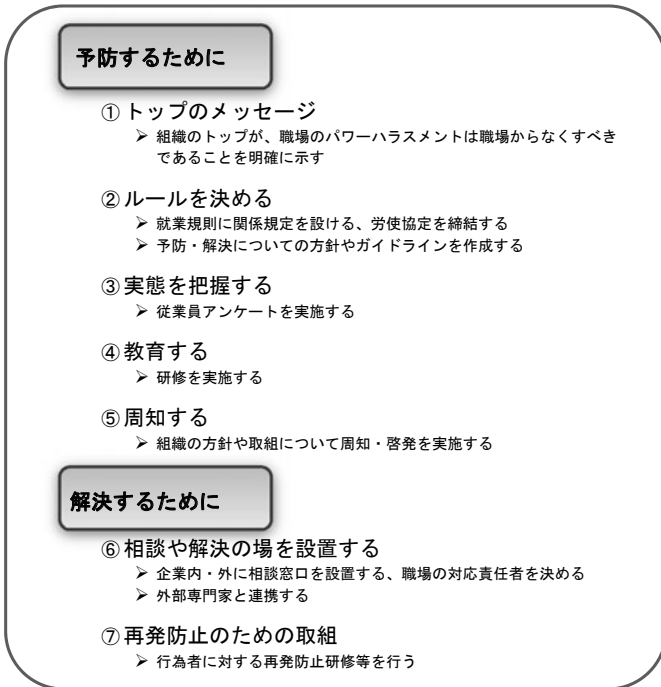 予防するために
① トップのメッセージ
➢ 組織のトップが、職場のパワーハラスメントは職場からなくすべき
であることを明確に示す
② ルールを決める
➢ 就業規則に関係規定を設ける、労使協定を締結する
➢ 予防・解決についての方針やガイドラインを作成する
③ 実態を把握する
➢ 従業員アンケートを実施する
④ 教育する
➢ 研修を実施する
⑤ 周知する
➢ 組織の方針や取組について周知・啓発を実施する
解決するために
⑥ 相談や解決の場を設置する
➢ 企業内・外に相談窓口を設置する、職場の対応責任者を決める
➢ 外部専門家と連携する
⑦ 再発防止のための取組
➢ 行為者に対する再発防止研修等を行う